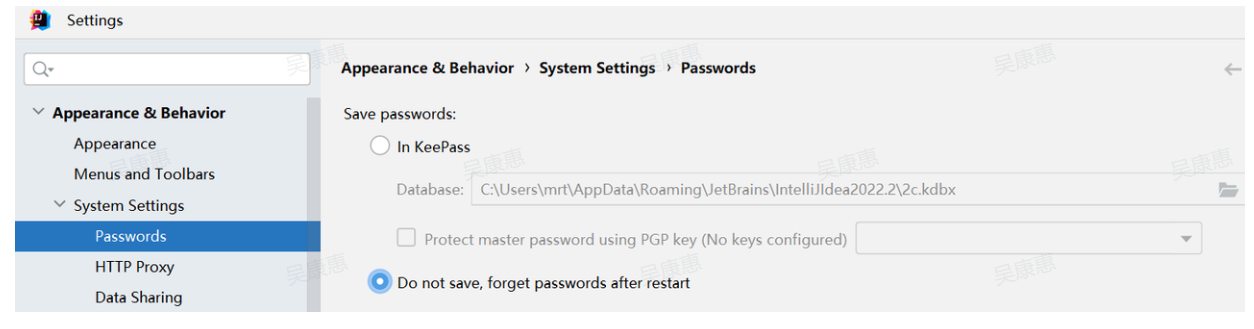 Settings
Appearance & Behavior › System Settings › Passwords
Appearance & Behavior
Appearance
Menus and Toolbars
System Settings
Passwords
HTTP Proxy
Data Sharing
Save passwords:
In KeePass
Database: C:\Users\mrt\AppData\Roaming\JetBrains\IntelliJIdea2022.2\2c.kdbx
Protect master password using PGP key (No keys configured)
Do not save, forget passwords after restart
吴康惠
吴康惠
吴康惠
吴康惠
吴康惠
吴康惠
吴康惠
吴康惠
吴康惠
吴康惠